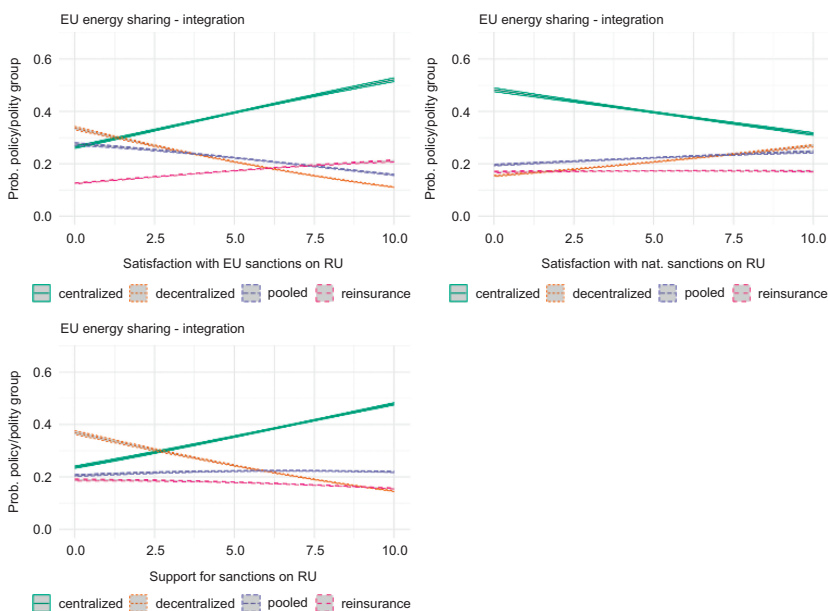 EU energy sharing - integration
Prob. policy/polity group
0.6
0.4
0.2
0.0
0.0 2.5 5.0 7.5 10.0
Satisfaction with EU sanctions on RU
centralized decentralized pooled reinsurance
EU energy sharing - integration
Prob. policy/polity group
0.6
0.4
0.2
0.0
0.0 2.5 5.0 7.5 10.0
Satisfaction with nat. sanctions on RU
centralized decentralized pooled reinsurance
EU energy sharing - integration
Prob. policy/polity group
0.6
0.4
0.2
0.0
0.0 2.5 5.0 7.5 10.0
Support for sanctions on RU
centralized decentralized pooled reinsurance